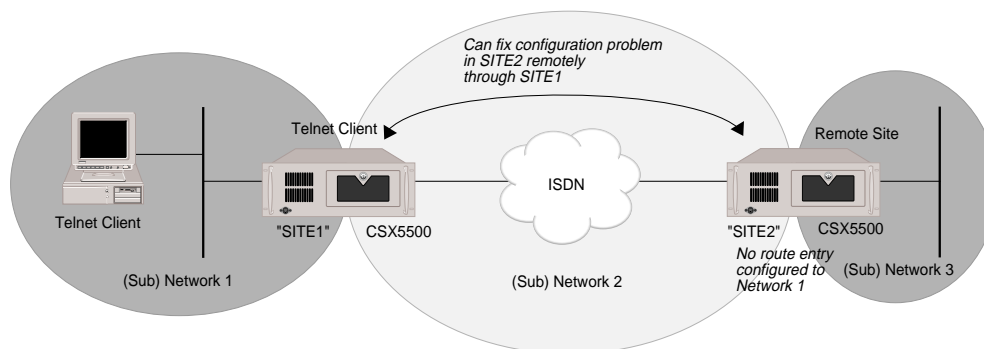 Can fix configuration problem
in SITE2 remotely
through SITE1
Telnet Client
Remote Site
ISDN
Telnet Client
"SITE1"
CSX5500
"SITE2"
CSX5500
No route entry
configured to
Network 1
(Sub) Network 1
(Sub) Network 2
(Sub) Network 3